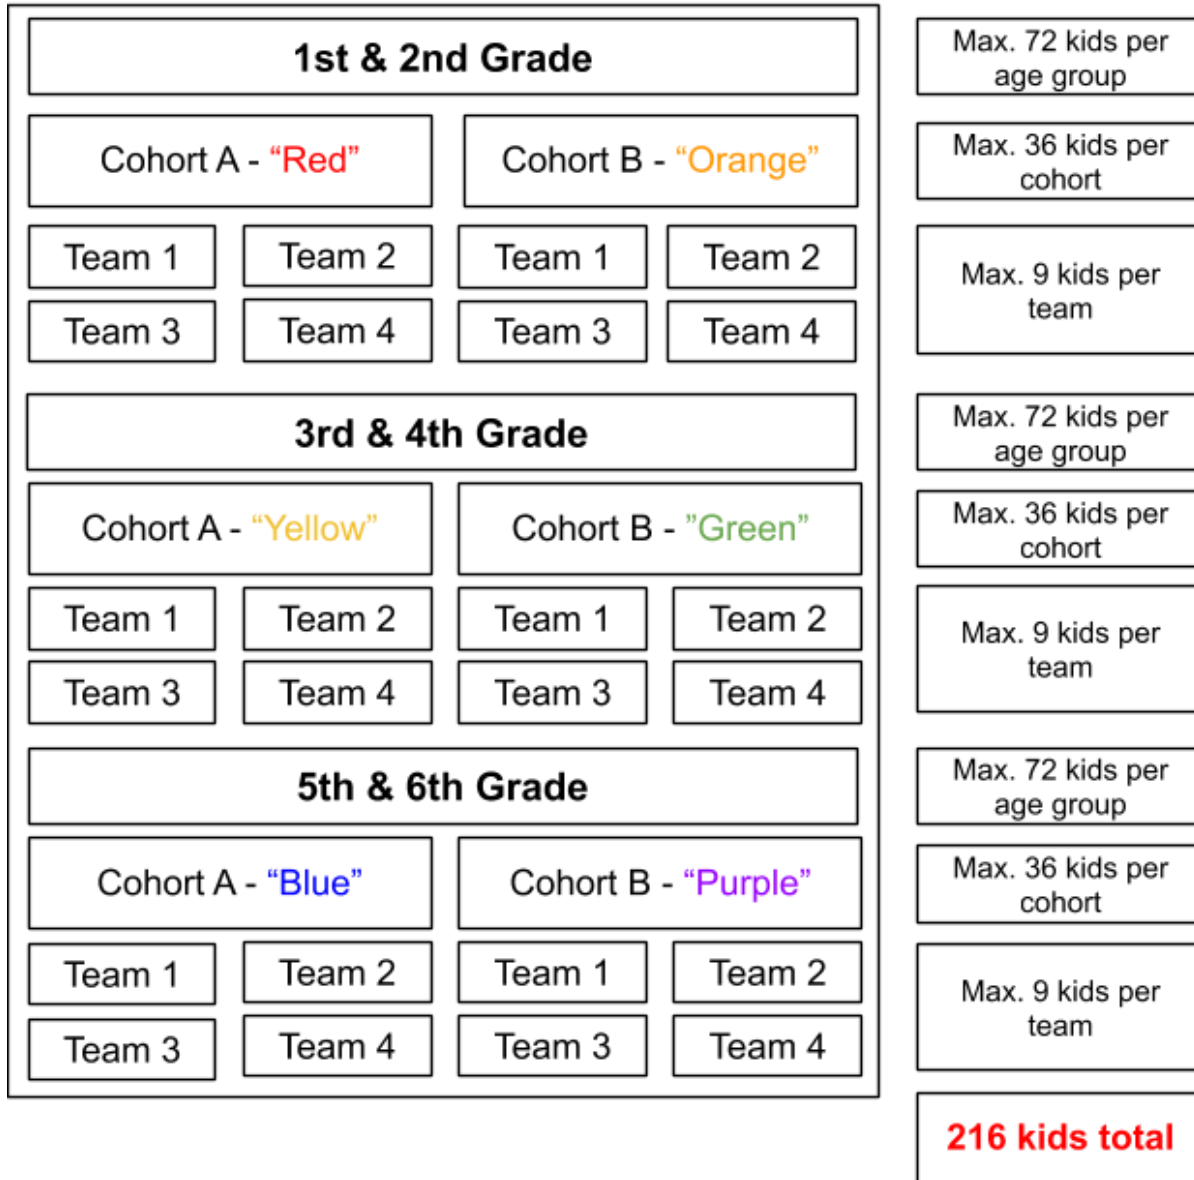 1st & 2nd Grade
Max. 72 kids per
age group
Cohort A - “Red”
Cohort B - “Orange”
Max. 36 kids per
cohort
Team 1
Team 2
Team 1
Team 2
Team 3
Team 4
Team 3
Team 4
Max. 9 kids per
team
3rd & 4th Grade
Max. 72 kids per
age group
Cohort A - “Yellow”
Cohort B - ”Green”
Max. 36 kids per
cohort
Team 1
Team 2
Team 1
Team 2
Team 3
Team 4
Team 3
Team 4
Max. 9 kids per
team
5th & 6th Grade
Max. 72 kids per
age group
Cohort A - “Blue”
Cohort B - “Purple”
Max. 36 kids per
cohort
Team 1
Team 2
Team 1
Team 2
Team 3
Team 4
Team 3
Team 4
Max. 9 kids per
team
216 kids total